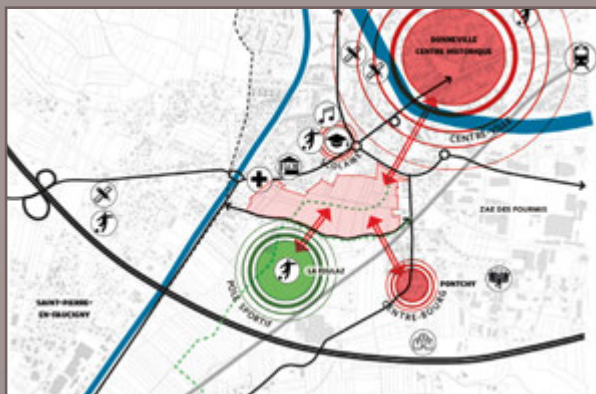 BONNEVILLE
CENTRE HISTORIQUE
CENTRE-VILLE
ZAE DES FOURMIS
LA FOULAZ
PÔLE SPORTIF
PONTCHY
CENTRE-BOURG
SAINT-PIERRE-
EN-FAUCIGNY